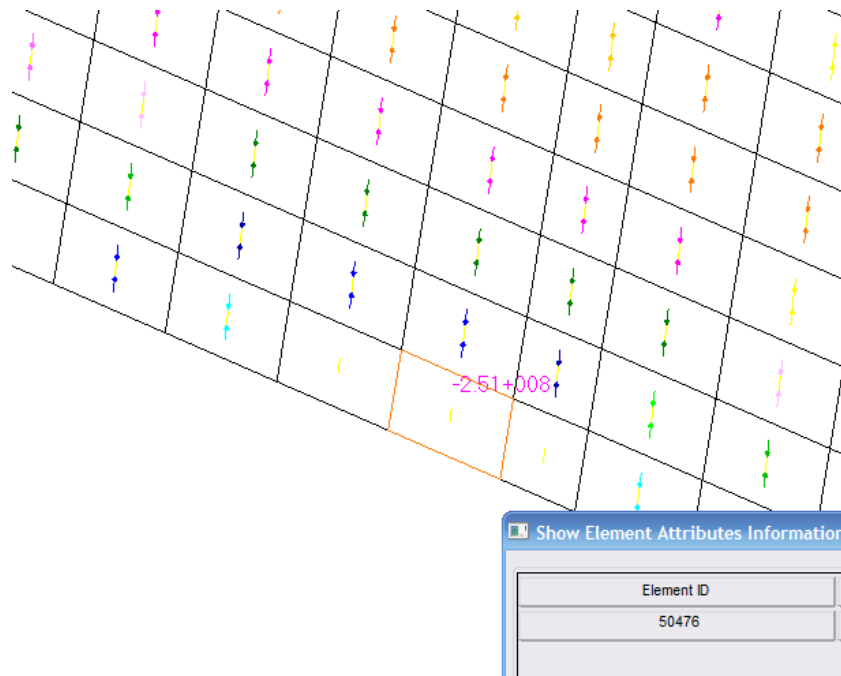 -2.51+008
Show Element Attributes Information
Element ID
50476